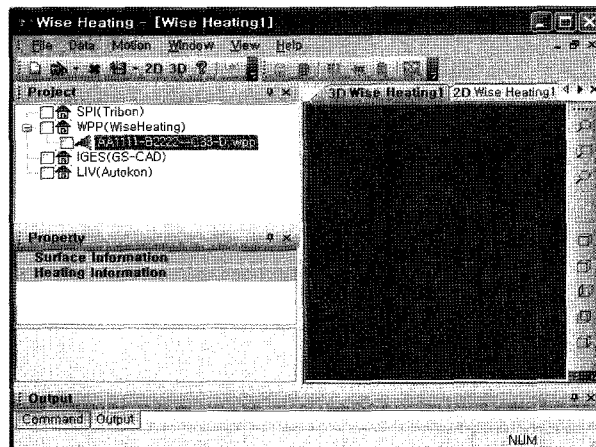 Wise Heating - [Wise Heating1]
File Data Motion Window View Help
2D 3D ?
Project
SPI(Tribon)
WPP(WiseHeating)
IGES(GS-CAD)
LIV(Autokon)
3D Wise Heating1 2D Wise Heating1
Property
Surface Information
Heating Information
Output
Command Output
NUM